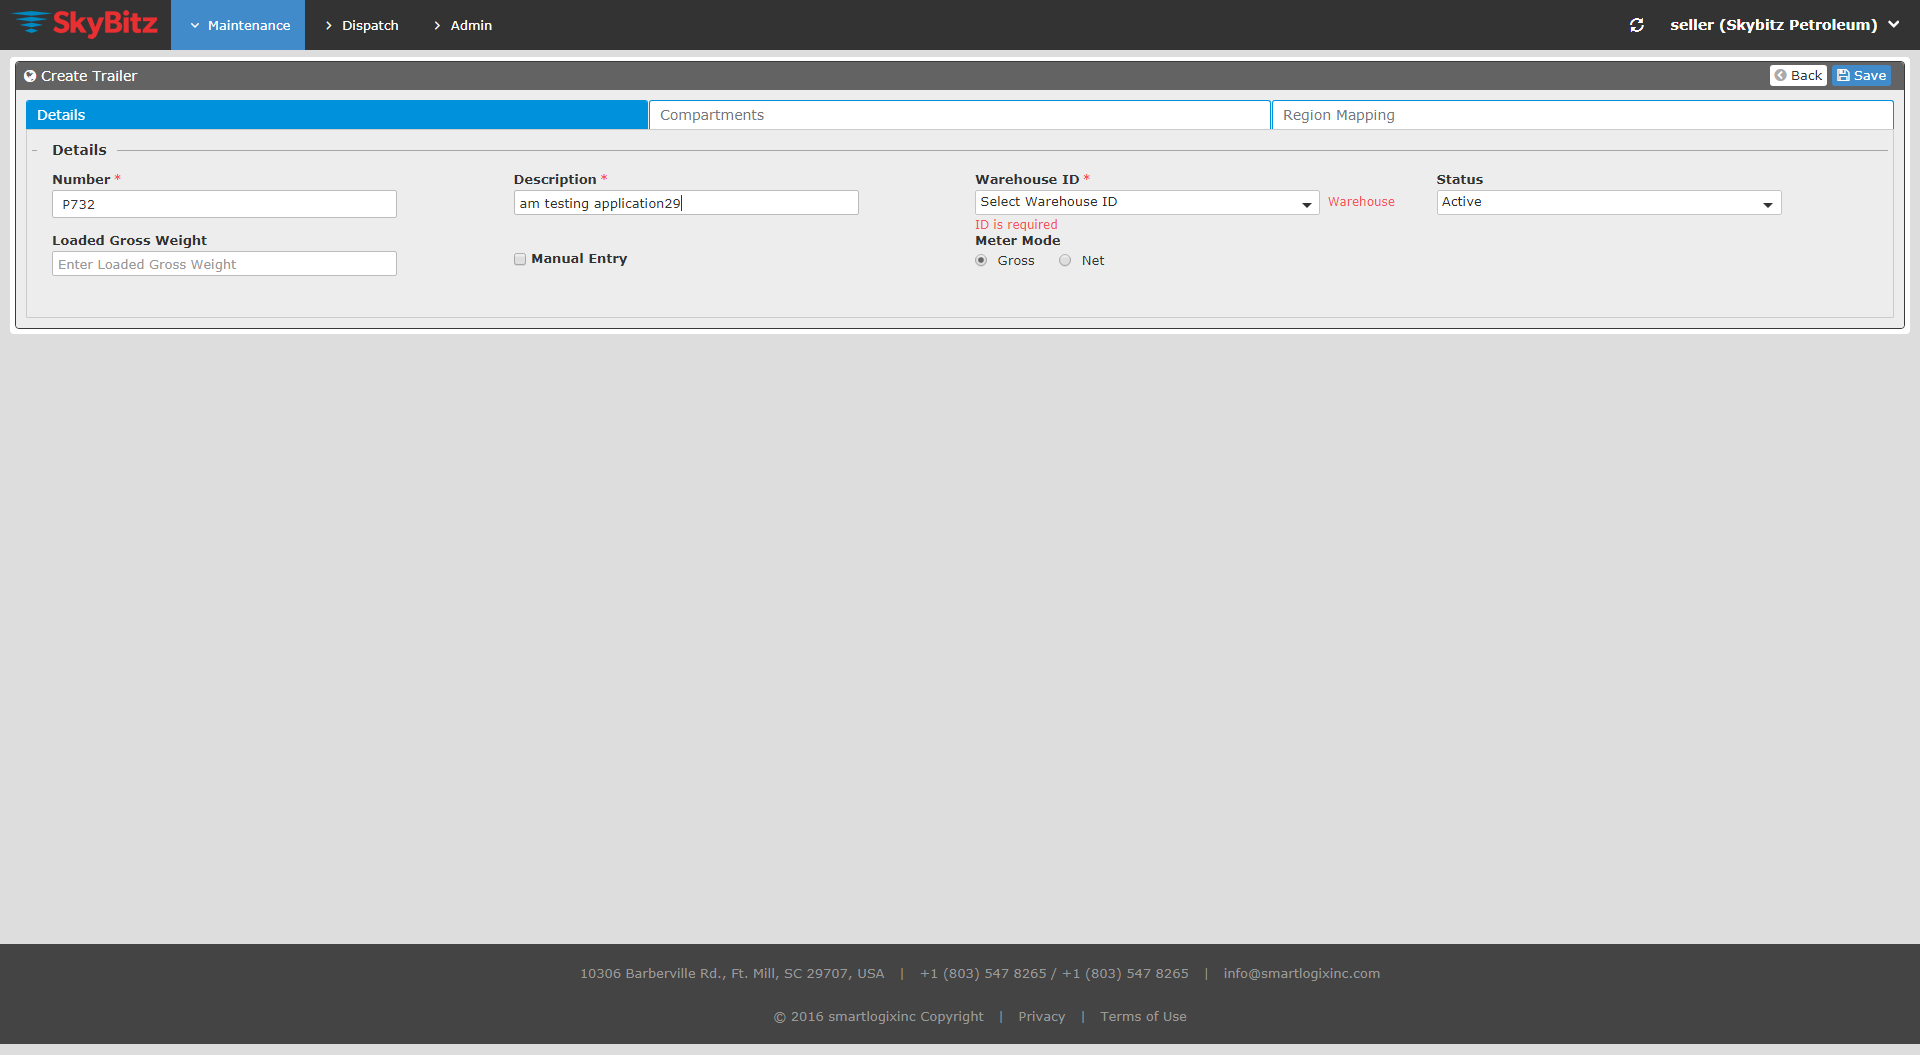 SkyBitz
Maintenance
Dispatch
Admin
seller (Skybitz Petroleum)
Create Trailer
Back
Save
Details
Compartments
Region Mapping
- Details
Number *
Description *
Warehouse ID *
Status
P732
am testing application29
Select Warehouse ID
Warehouse
ID is required
Active
Loaded Gross Weight
Enter Loaded Gross Weight
Manual Entry
Meter Mode
Gross
Net
10306 Barberville Rd., Ft. Mill, SC 29707, USA | +1 (803) 547 8265 / +1 (803) 547 8265 | info@smartlogixinc.com
© 2016 smartlogixinc Copyright | Privacy | Terms of Use